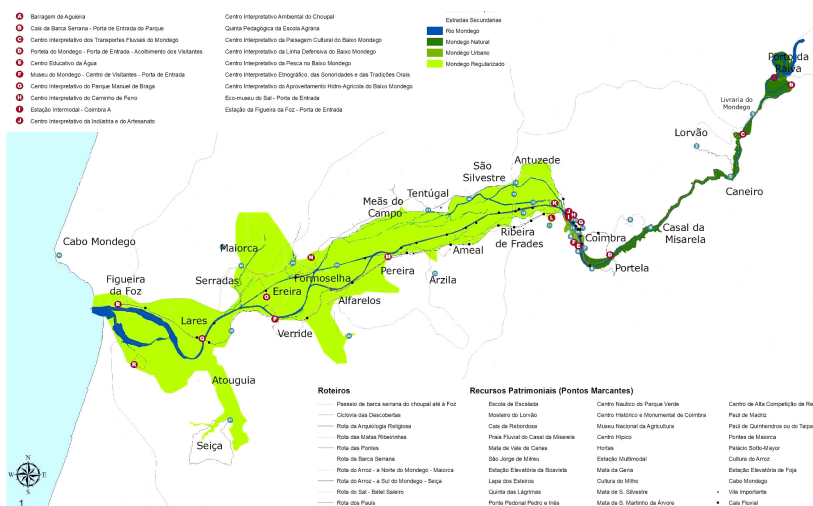 A Barragem de Aguieira
B Cais da Barca Serrana - Porta de Entrada do Parque
C Centro Interpretativo dos Transportes Fluviais do Mondego
D Portela do Mondego - Porta de Entrada - Acolhimento dos Visitantes
E Centro Educativo da Água
F Museu do Mondego - Centro de Visitantes - Porta de Entrada
G Centro Interpretativo do Parque Manuel de Braga
H Centro Interpretativo do Caminho de Ferro
I Estação Intermodal - Coimbra A
J Centro Interpretativo da Indústria e do Artesanato
Centro Interpretativo Ambiental do Choupal
Quinta Pedagógica da Escola Agrária
Centro Interpretativo da Paisagem Cultural do Baixo Mondego
Centro Interpretativo da Linha Defensiva do Baixo Mondego
Centro Interpretativo da Pesca no Baixo Mondego
Centro Interpretativo Etnográfico, das Sonoridades e das Tradições Orais
Centro Interpretativo do Aproveitamento Hidro-Agrícola do Baixo Mondego
Eco-museu do Sal - Porta de Entrada
Estação da Figueira da Foz - Porta de Entrada
Estradas Secundárias
Rio Mondego
Mondego Natural
Mondego Urbano
Mondego Regularizado
Porto da
Raiva
Livraria do
Mondego
Lorvão
Caneiro
Casal da
Misarela
Antuzede
São
Silvestre
Tentúgal
Meãs do
Campo
Coimbra
Portela
Ribeira
de Frades
Ameal
Pereira
Arzila
Formoselha
Alfarelos
Maiorca
Serradas
Ereira
Verride
Cabo Mondego
Figueira
da Foz
Lares
Atouguia
Seiça
N
W E
S
1
Roteiros
Passeio de barca serrana do choupal até à Foz
Ciclovia das Descobertas
Rota da Arquiologia Religiosa
Rota das Matas Ribeirinhas
Rota das Pontes
Rota da Barca Serrana
Rota do Arroz - a Norte do Mondego - Maiorca
Rota do Arroz - a Sul do Mondego - Seiça
Rota do Sal - Batel Saleiro
Rota dos Pauis
Recursos Patrimoniais (Pontos Marcantes)
Escola de Escalada
Mosteiro do Lorvão
Cais da Rebordosa
Praia Fluvial do Casal da Misarela
Mata de Vale de Canas
São Jorge de Milreu
Estação Elevatória da Boavista
Lapa dos Esteiros
Quinta das Lágrimas
Ponte Pedonal Pedro e Inês
Centro Nautico do Parque Verde
Centro Histórico e Monumental de Coimbra
Museu Nacional da Agricultura
Centro Hípico
Hortas
Estação Multimodal
Mata da Geria
Cultura do Milho
Mata de S. Silvestre
Mata de S. Martinho da Árvore
Centro de Alta Competição de Re
Paúl de Madriz
Paúl de Quinhendros ou do Taipa
Pontes de Maiorca
Palácio Sotto-Mayor
Cultura do Arroz
Estação Elevatória de Foja
Cabo Mondego
Vila Importante
Cais Fluvial